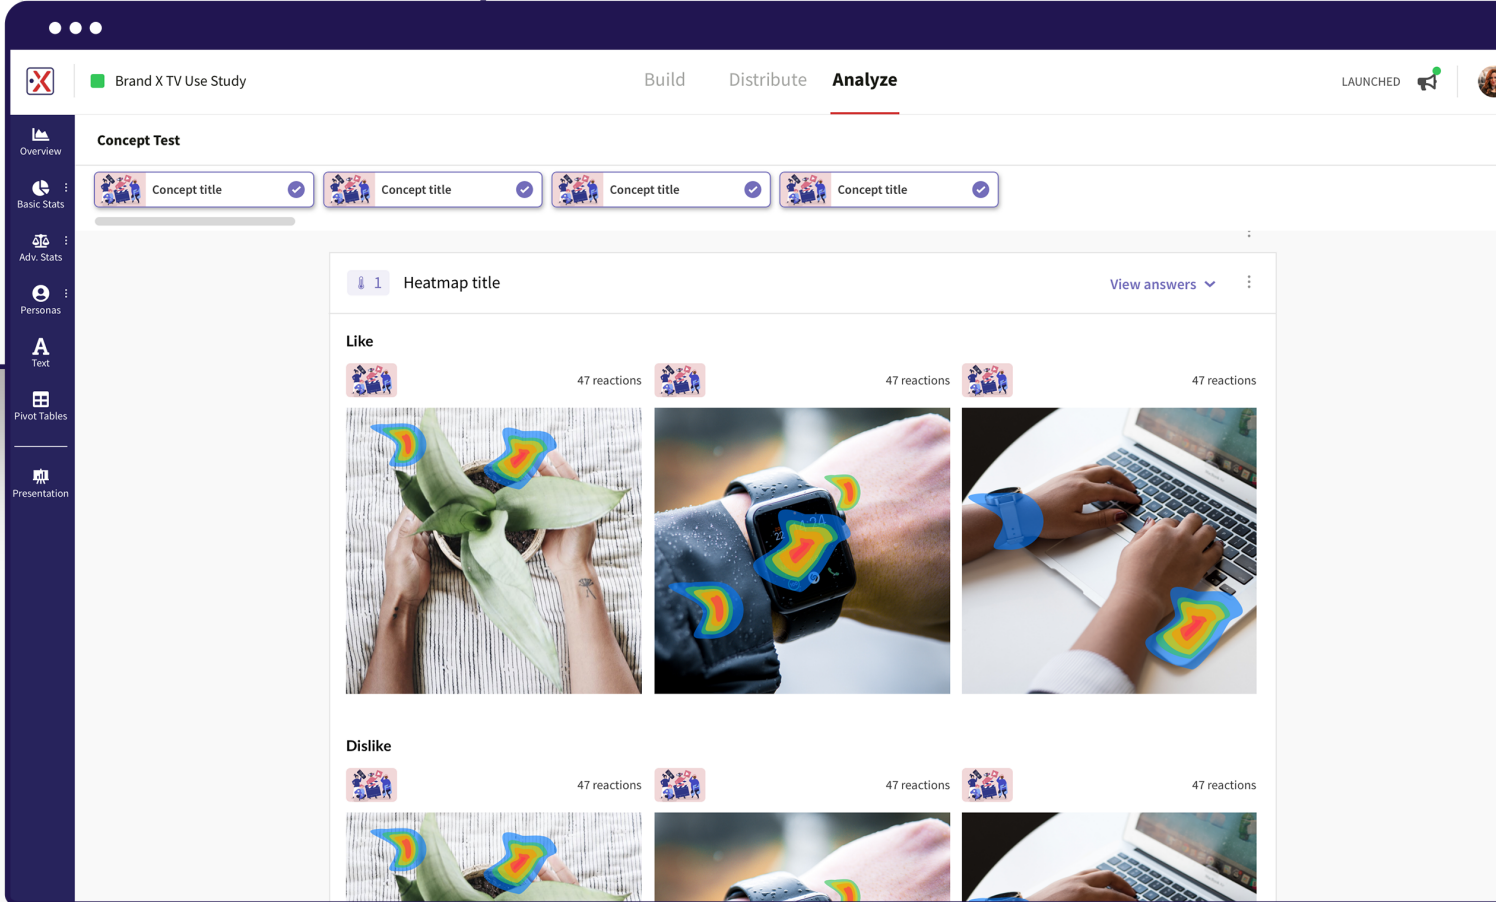 X
Brand X TV Use Study
Build
Distribute
Analyze
LAUNCHED
Overview
Basic Stats
Adv. Stats
Personas
Text
Pivot Tables
Presentation
Concept Test
Concept title
Concept title
Concept title
Concept title
1
Heatmap title
View answers
Like
47 reactions
47 reactions
47 reactions
Dislike
47 reactions
47 reactions
47 reactions